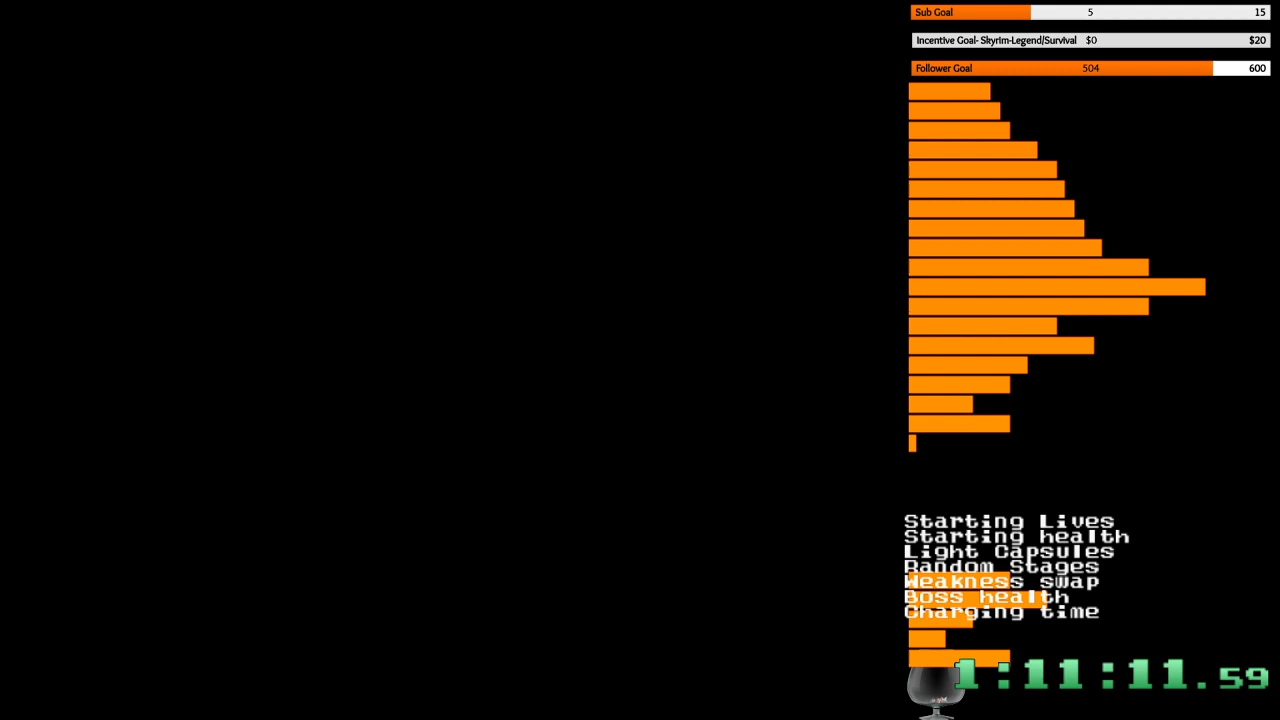 Sub Goal 5 15
Incentive Goal- Skyrim-Legend/Survival $0 $20
Follower Goal 504 600
Starting Lives
Starting health
Light Capsules
Random Stages
Weakness swap
Boss health
Charging time
1:11:11.59